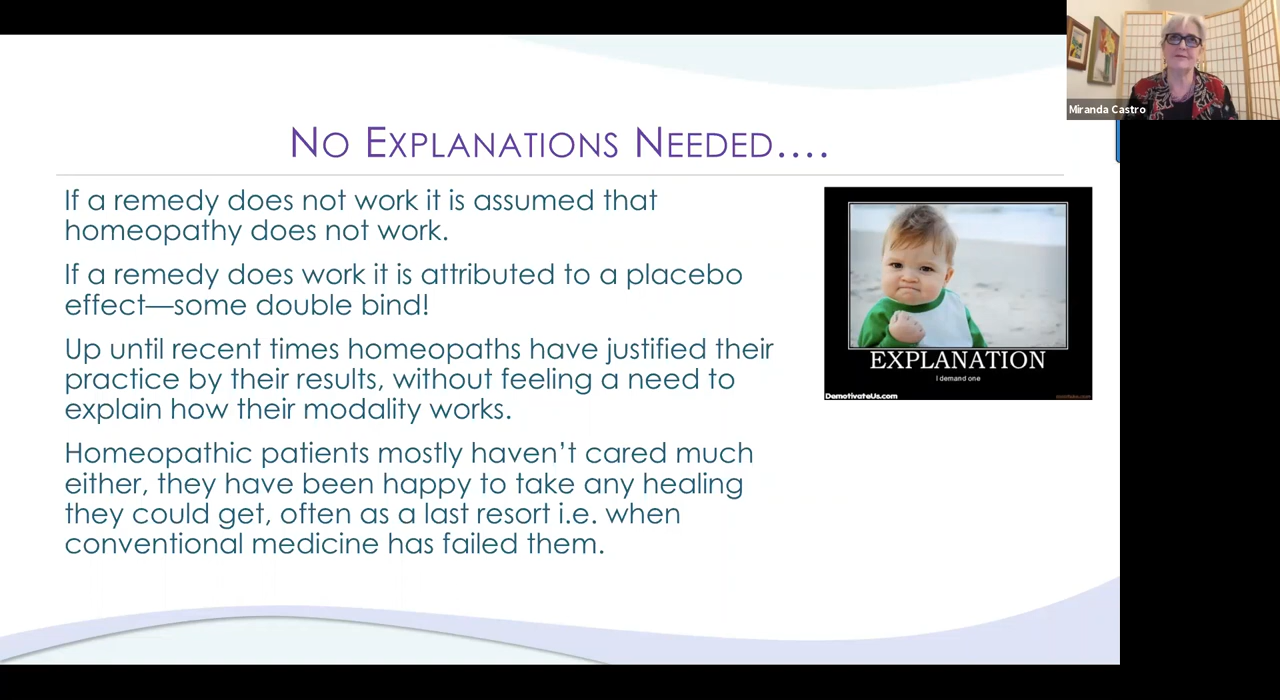 Miranda Castro
No Explanations Needed....
If a remedy does not work it is assumed that
homeopathy does not work.
If a remedy does work it is attributed to a placebo
effect—some double bind!
Up until recent times homeopaths have justified their
practice by their results, without feeling a need to
explain how their modality works.
Homeopathic patients mostly haven’t cared much
either, they have been happy to take any healing
they could get, often as a last resort i.e. when
conventional medicine has failed them.
EXPLANATION
I demand one
DemotivateUs.com